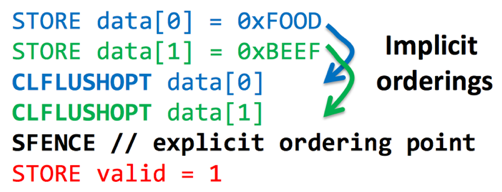 STORE data[0] = 0xFOOD
STORE data[1] = 0xBEEF
CLFLUSHOPT data[0]
CLFLUSHOPT data[1]
SFENCE // explicit ordering point
STORE valid = 1
Implicit
orderings